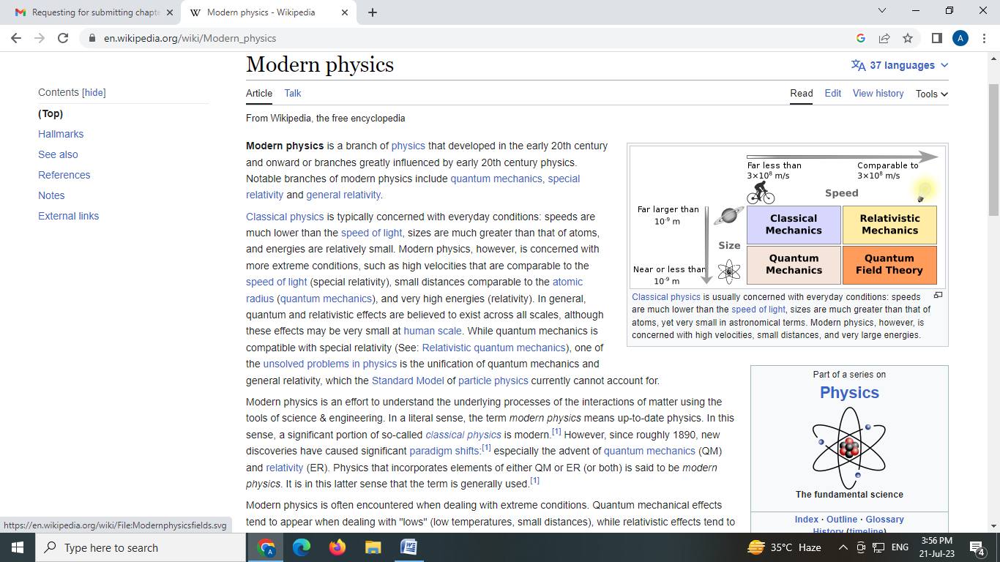 Requesting for submitting chapte
Modern physics - Wikipedia
en.wikipedia.org/wiki/Modern_physics
A
Modern physics
37 languages
Contents [hide]
(Top)
Hallmarks
See also
References
Notes
External links
Article Talk
Read Edit View history Tools
From Wikipedia, the free encyclopedia
Modern physics is a branch of physics that developed in the early 20th century
and onward or branches greatly influenced by early 20th century physics.
Notable branches of modern physics include quantum mechanics, special
relativity and general relativity.
Classical physics is typically concerned with everyday conditions: speeds are
much lower than the speed of light, sizes are much greater than that of atoms,
and energies are relatively small. Modern physics, however, is concerned with
more extreme conditions, such as high velocities that are comparable to the
speed of light (special relativity), small distances comparable to the atomic
radius (quantum mechanics), and very high energies (relativity). In general,
quantum and relativistic effects are believed to exist across all scales, although
these effects may be very small at human scale. While quantum mechanics is
compatible with special relativity (See: Relativistic quantum mechanics), one of
the unsolved problems in physics is the unification of quantum mechanics and
general relativity, which the Standard Model of particle physics currently cannot account for.
Modern physics is an effort to understand the underlying processes of the interactions of matter using the
tools of science & engineering. In a literal sense, the term modern physics means up-to-date physics. In this
sense, a significant portion of so-called classical physics is modern.[1] However, since roughly 1890, new
discoveries have caused significant paradigm shifts:[1] especially the advent of quantum mechanics (QM)
and relativity (ER). Physics that incorporates elements of either QM or ER (or both) is said to be modern
physics. It is in this latter sense that the term is generally used.[1]
Modern physics is often encountered when dealing with extreme conditions. Quantum mechanical effects
tend to appear when dealing with "lows" (low temperatures, small distances), while relativistic effects tend to
Far less than
3×10⁸ m/s
Comparable to
3×10⁸ m/s
Speed
Far larger than
10⁻⁹ m
Size
Near or less than
10⁻⁹ m
Classical
Mechanics
Relativistic
Mechanics
Quantum
Mechanics
Quantum
Field Theory
Classical physics is usually concerned with everyday conditions: speeds
are much lower than the speed of light, sizes are much greater than that of
atoms, yet very small in astronomical terms. Modern physics, however, is
concerned with high velocities, small distances, and very large energies.
Part of a series on
Physics
The fundamental science
Index · Outline · Glossary
History (timeline)
https://en.wikipedia.org/wiki/File:Modernphysicsfields.svg
Type here to search
35°C Haze
ENG
3:56 PM
21-Jul-23
4